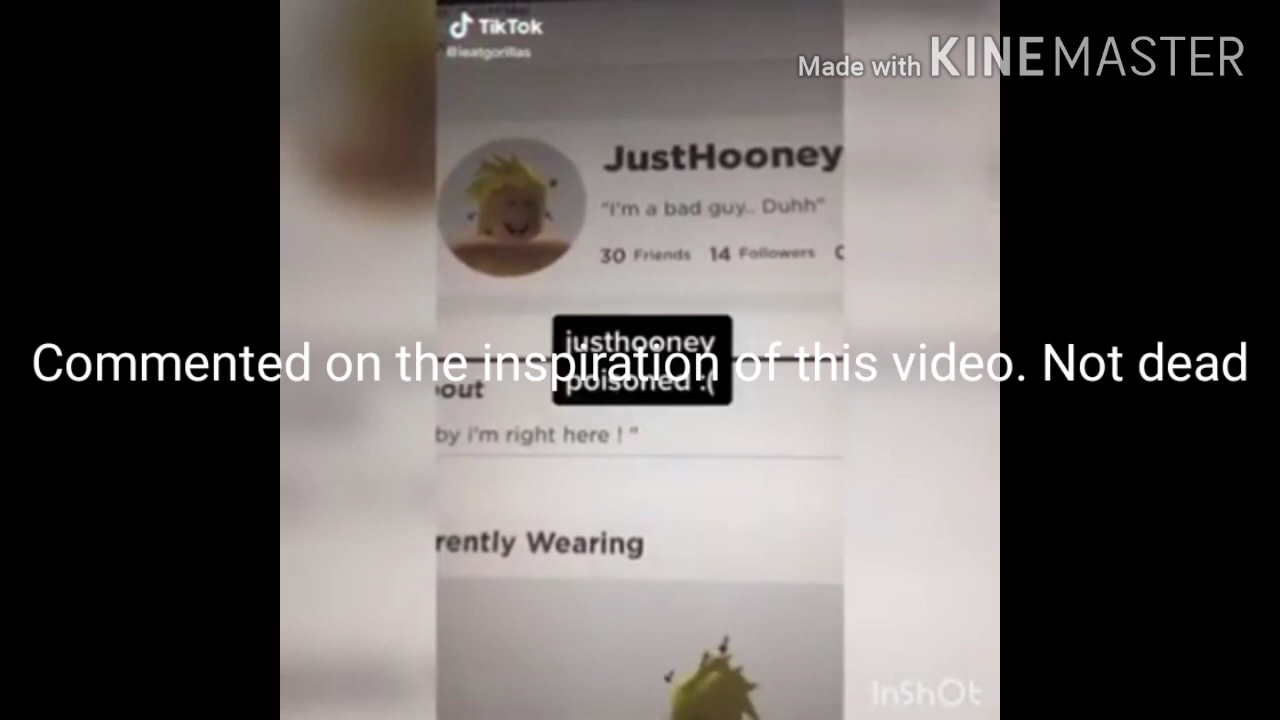 TikTok
@ieatgorillas
Made with KINEMASTER
JustHooney
"I'm a bad guy.. Duhh"
30 Friends 14 Followers
justhooney
Commented on the inspiration of this video. Not dead
poisoned :(
out
by i'm right here ! "
rently Wearing
InShOt